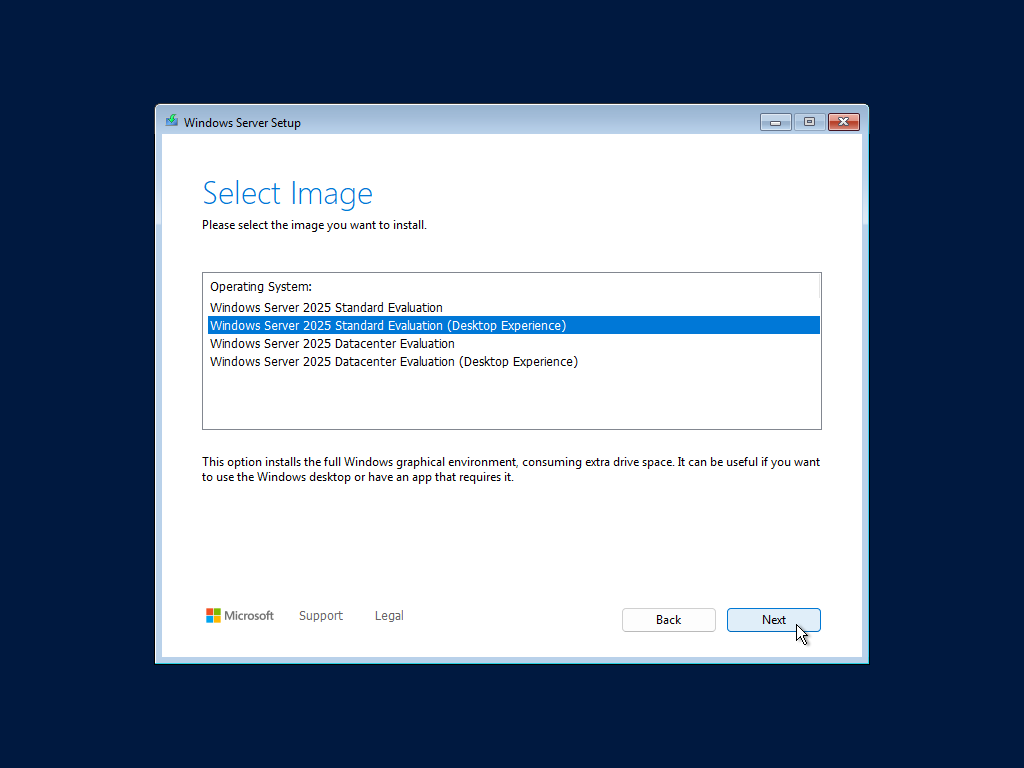 Windows Server Setup
Select Image
Please select the image you want to install.
Operating System:
Windows Server 2025 Standard Evaluation
Windows Server 2025 Standard Evaluation (Desktop Experience)
Windows Server 2025 Datacenter Evaluation
Windows Server 2025 Datacenter Evaluation (Desktop Experience)
This option installs the full Windows graphical environment, consuming extra drive space. It can be useful if you want
to use the Windows desktop or have an app that requires it.
Microsoft Support Legal Back Next